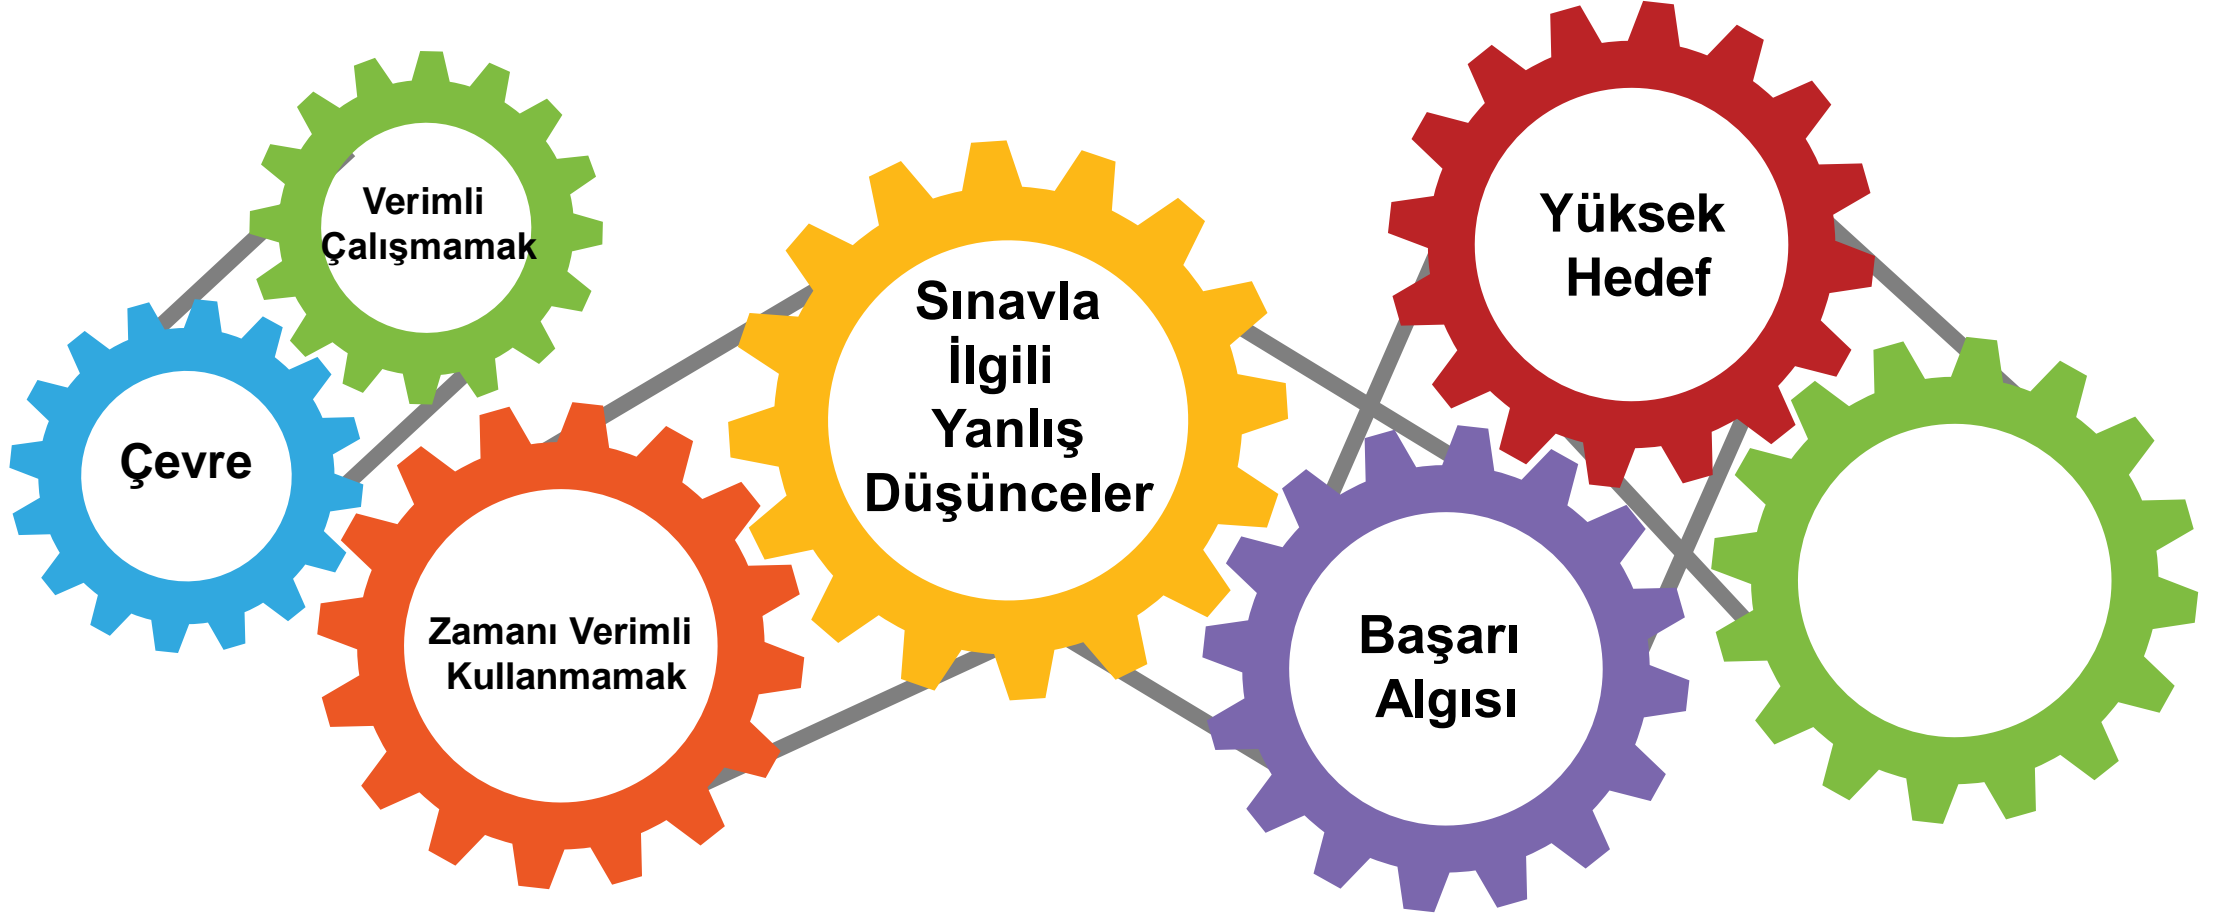 Verimli
Çalışmamak
Çevre
Zamanı Verimli
Kullanmamak
Sınavla
İlgili
Yanlış
Düşünceler
Başarı
Algısı
Yüksek
Hedef